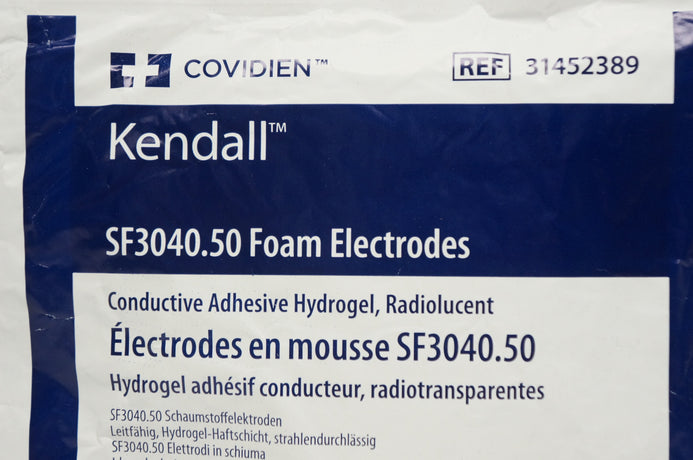 COVIDIEN™ REF 31452389
Kendall™
SF3040.50 Foam Electrodes
Conductive Adhesive Hydrogel, Radiolucent
Électrodes en mousse SF3040.50
Hydrogel adhésif conducteur, radiotransparentes
SF3040.50 Schaumstoffelektroden
Leitfähig, Hydrogel-Haftschicht, strahlendurchlässig
SF3040.50 Elettrodi in schiuma